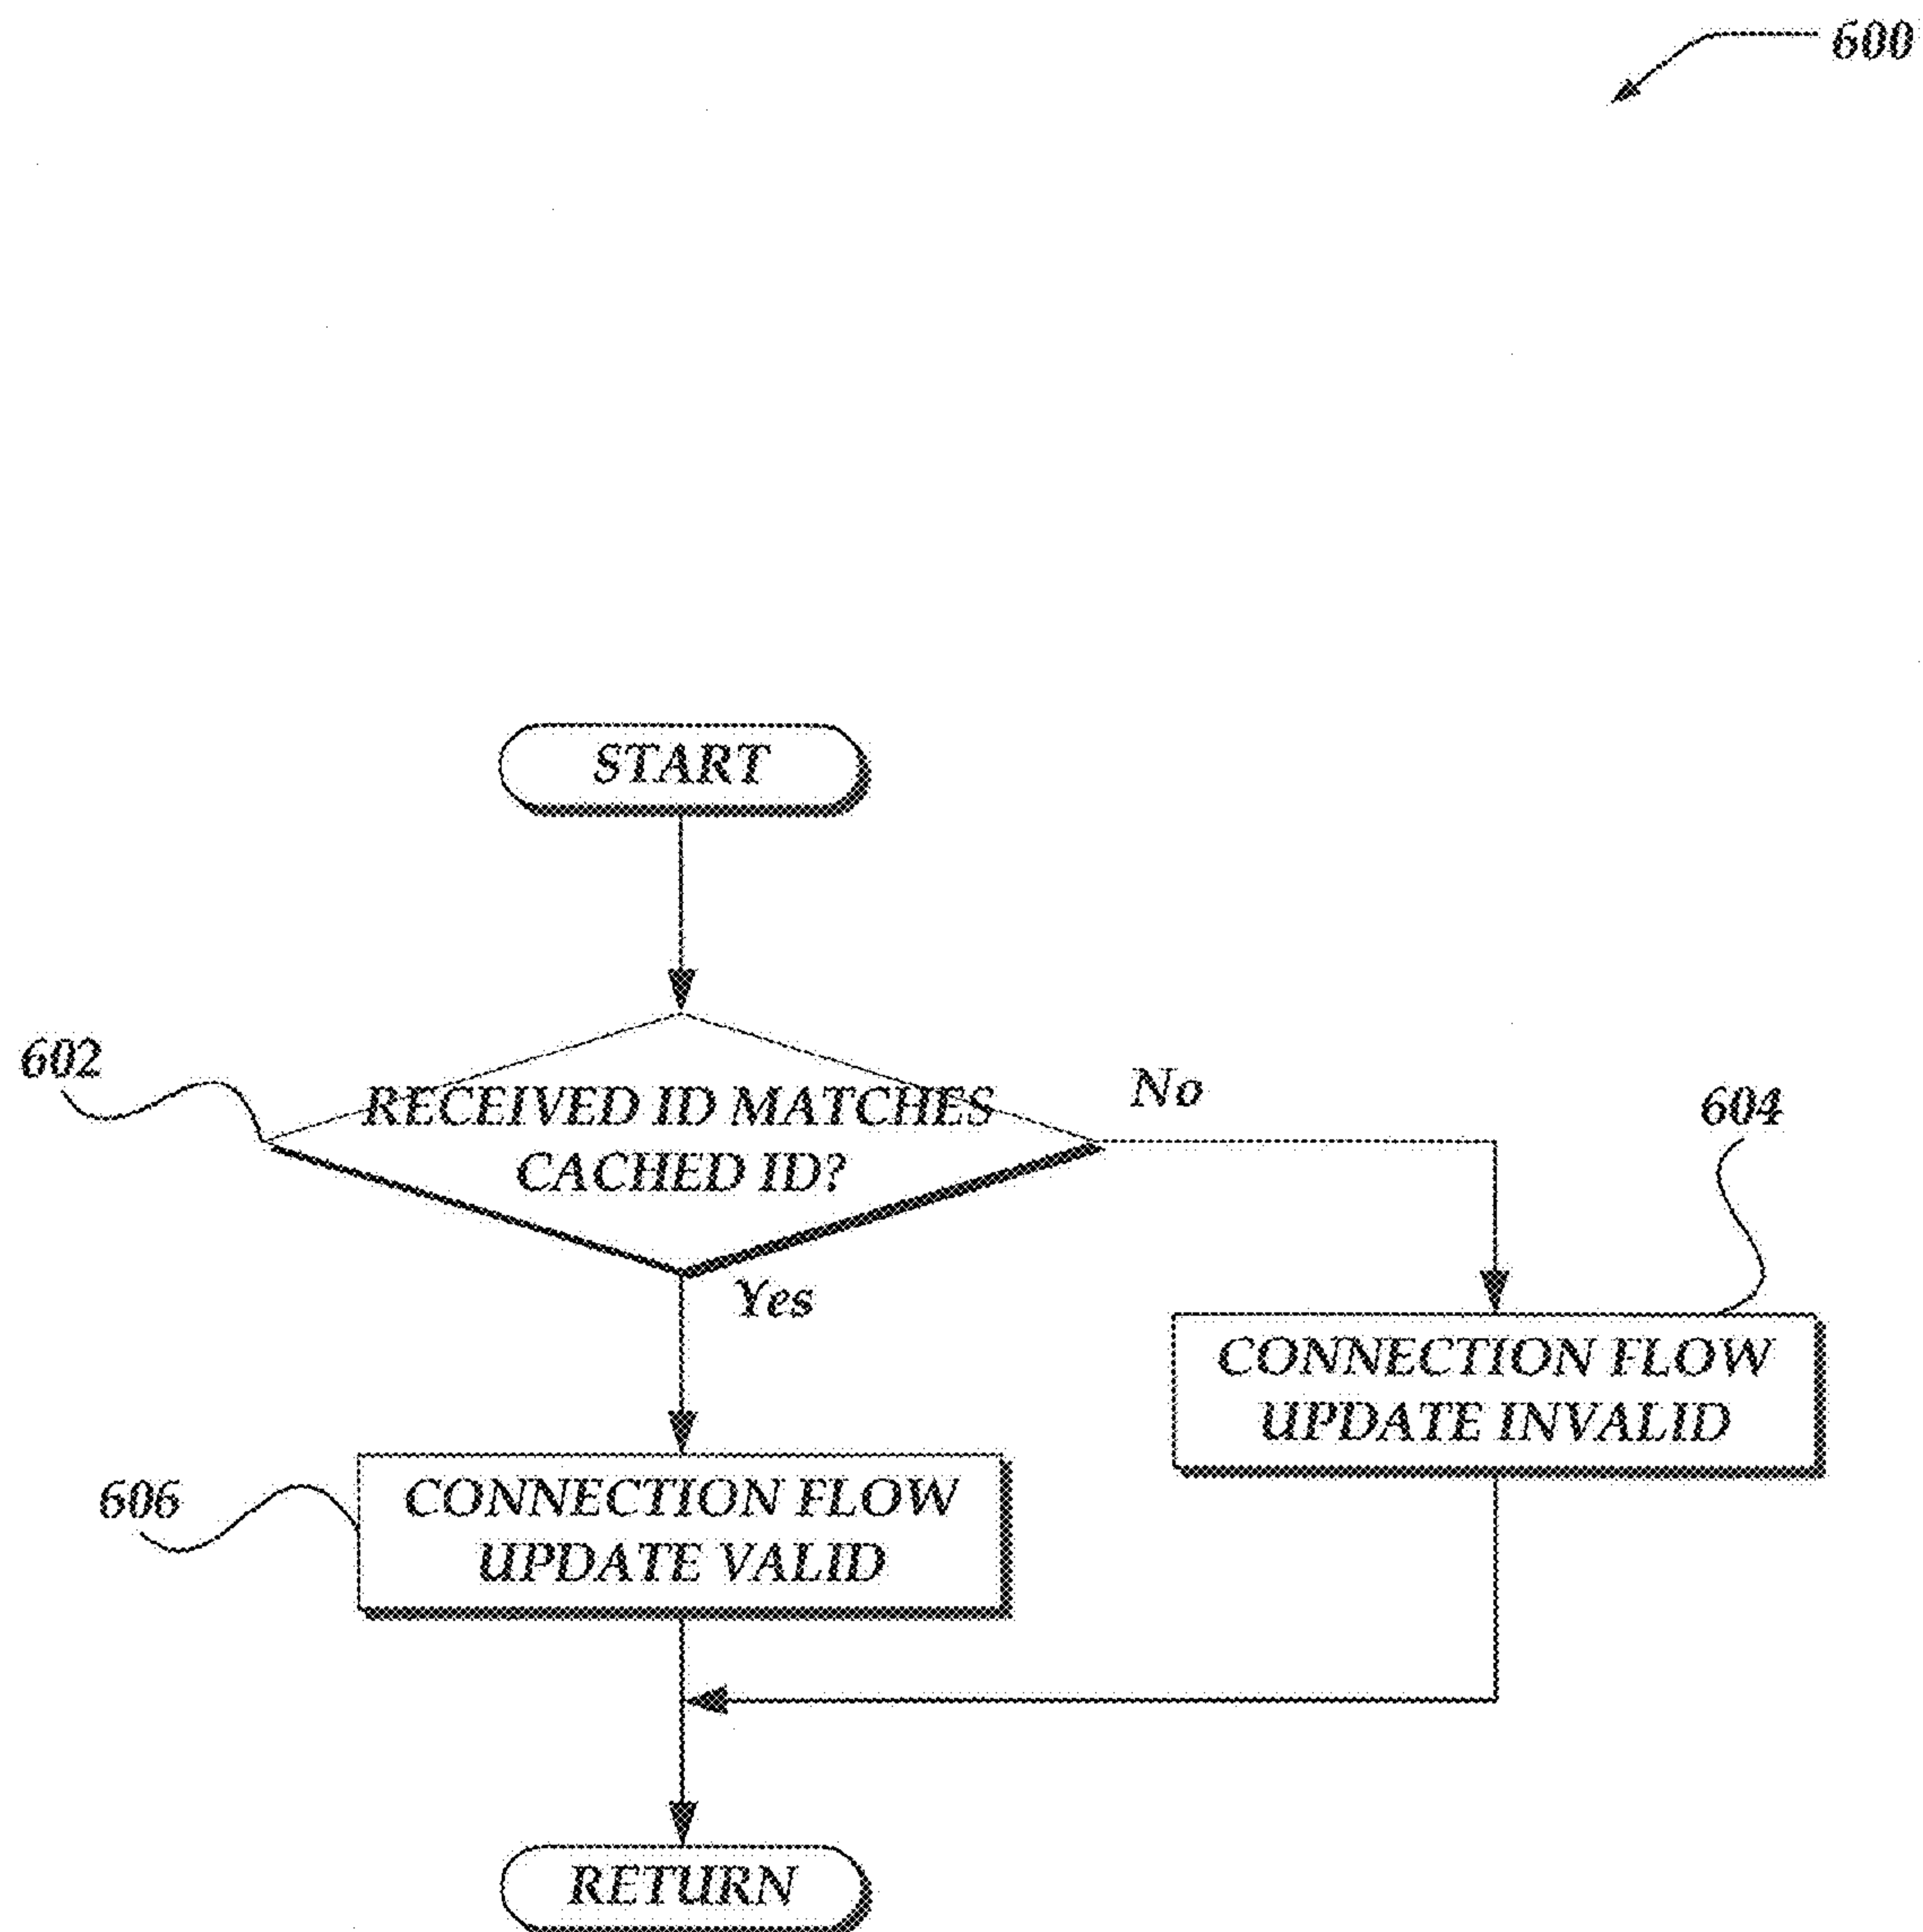 600
START
602
RECEIVED ID MATCHES
CACHED ID?
No
604
Yes
CONNECTION FLOW
UPDATE INVALID
606
CONNECTION FLOW
UPDATE VALID
RETURN